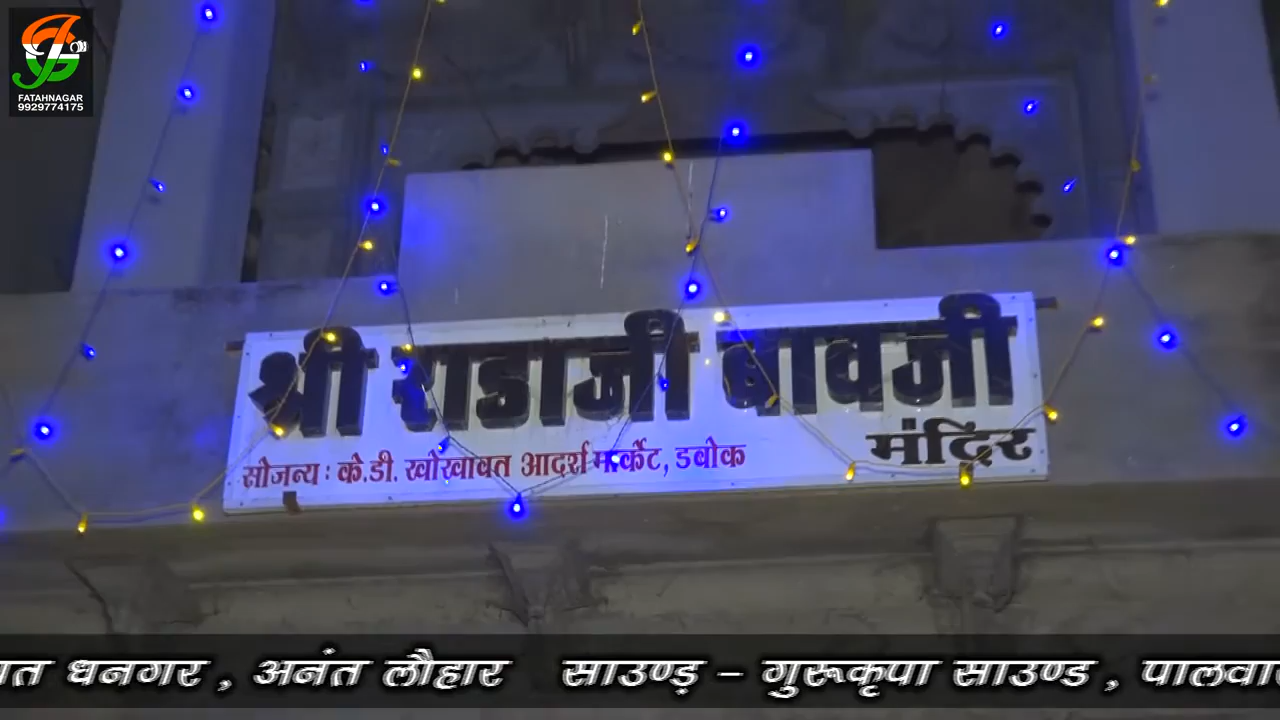 FATAHNAGAR
9929774175
श्री राडाजी बावजी
मंदिर
सौजन्य : के.डी. खोखावत आदर्श मार्केट, डबोक
धनगर , अनंत लौहार साउण्ड़ – गुरूकृपा साउण्ड ,